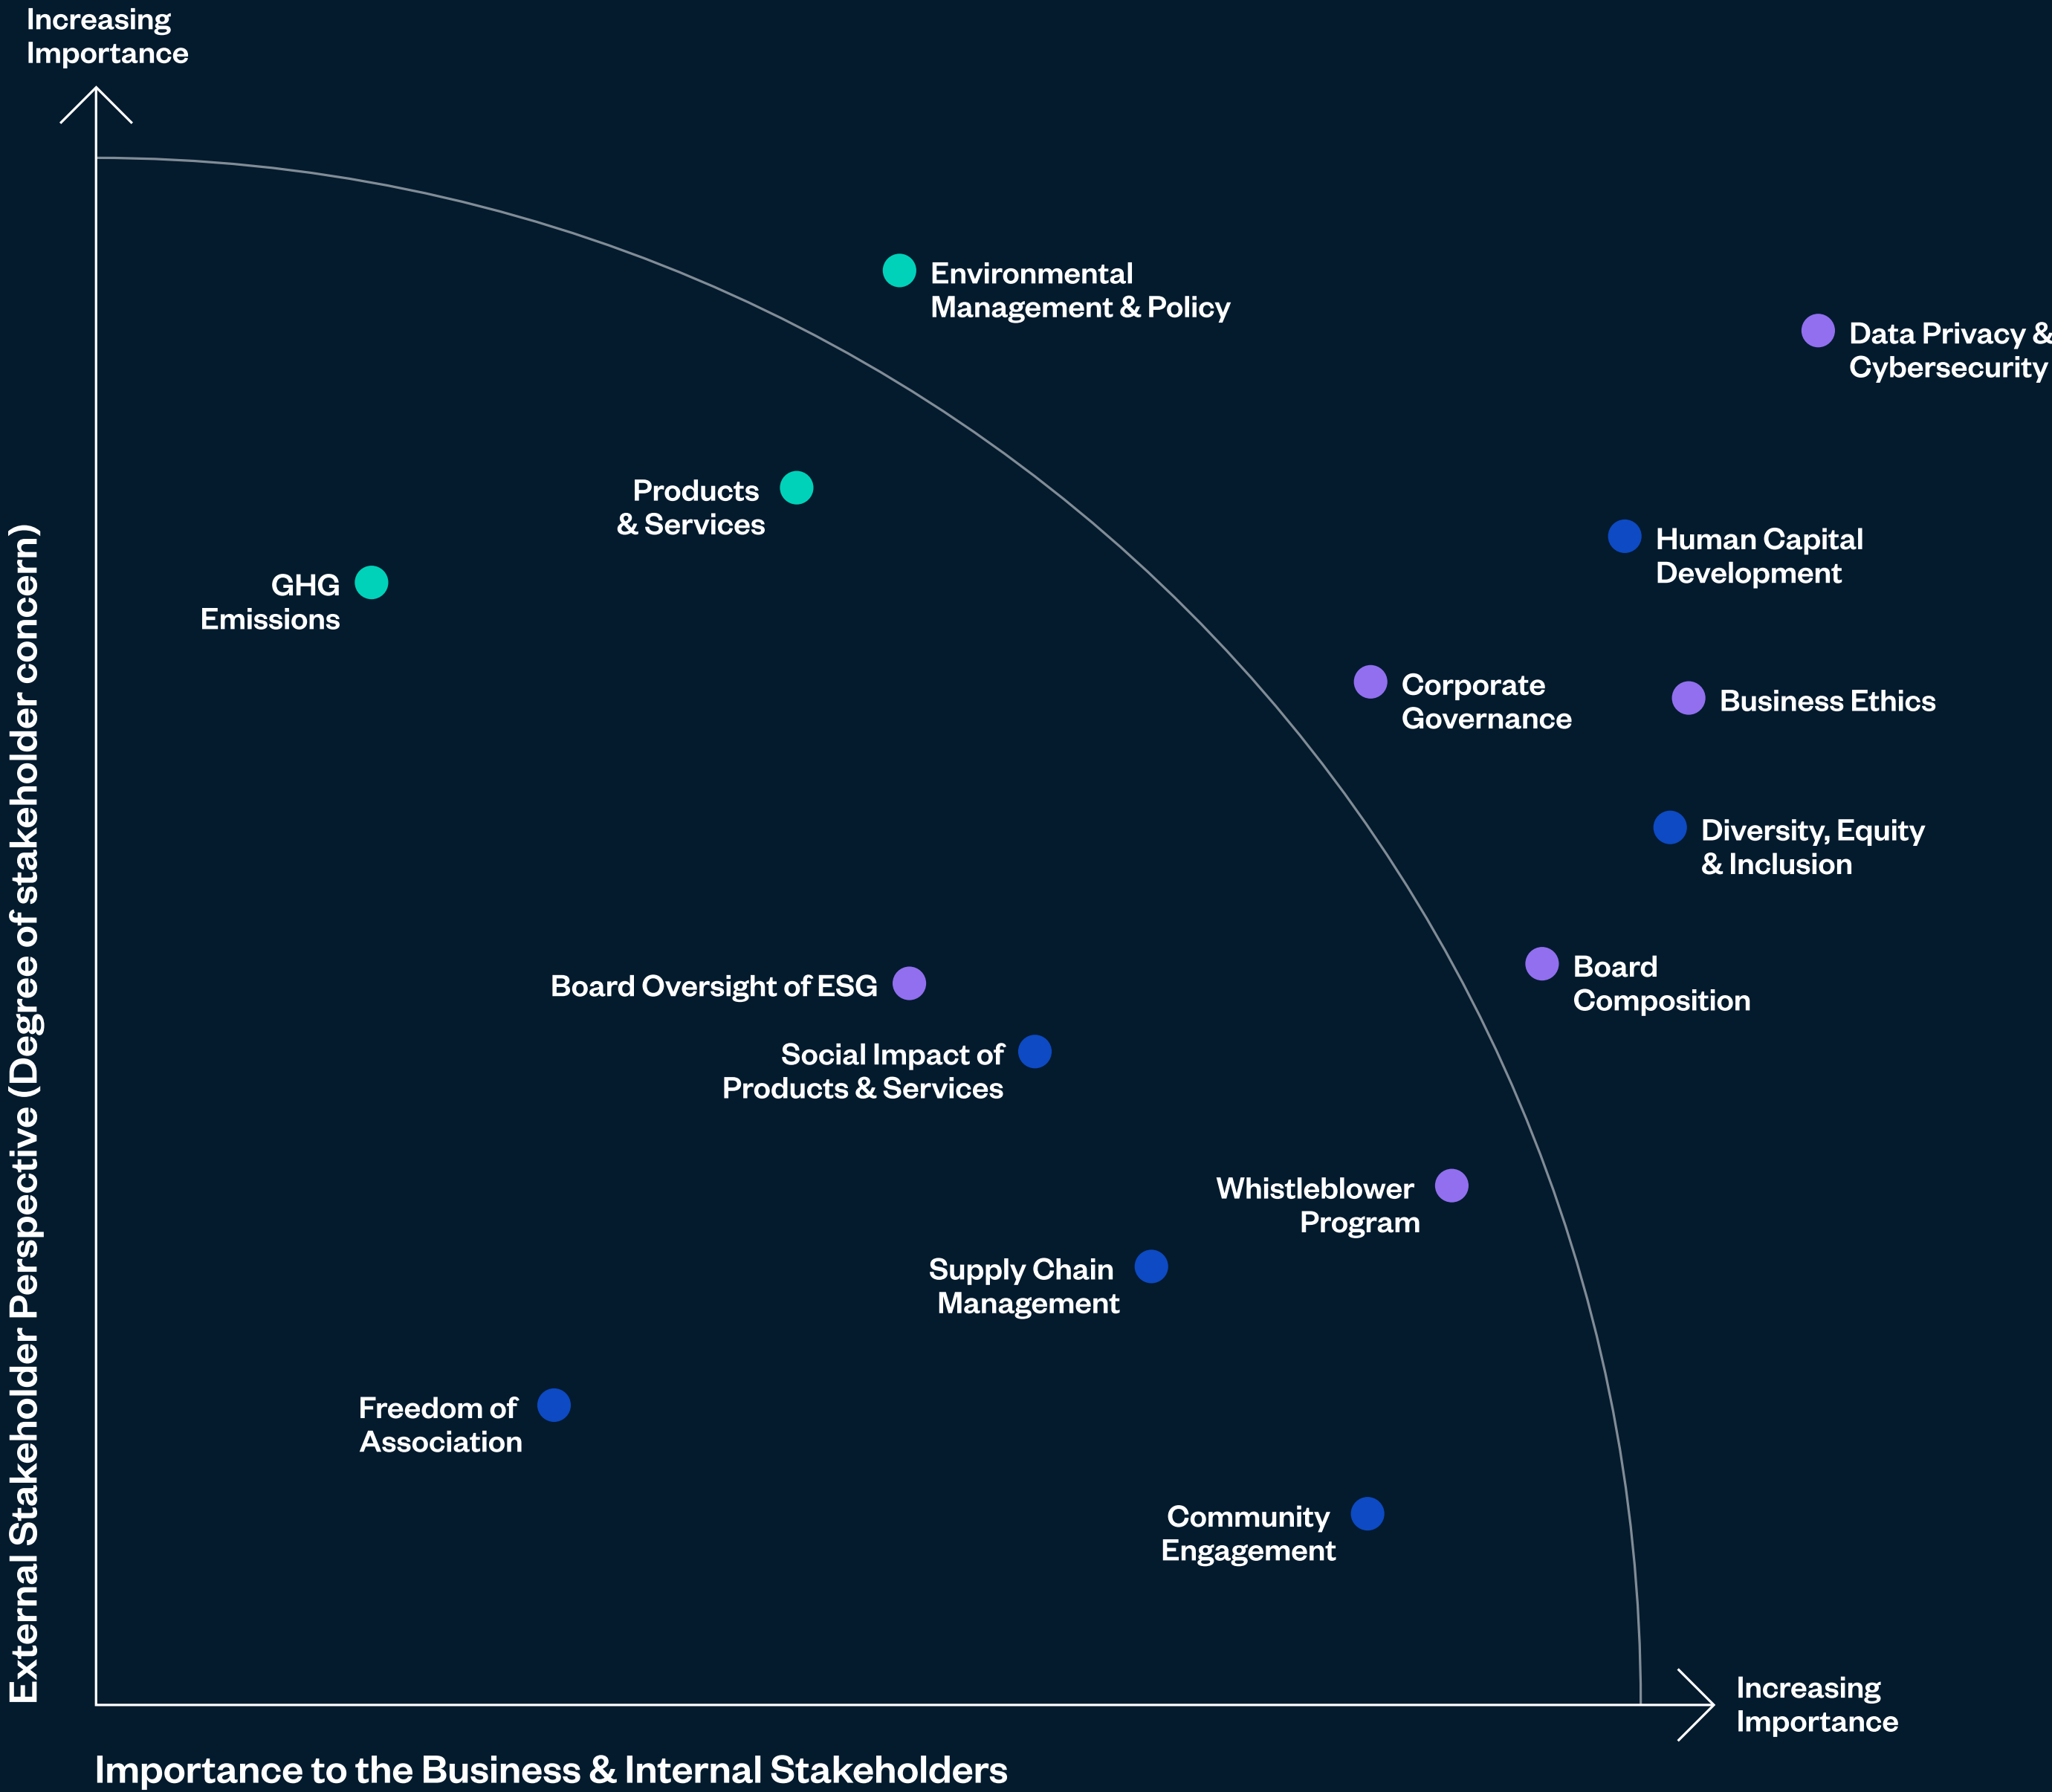 Increasing
Importance
External Stakeholder Perspective (Degree of stakeholder concern)
Environmental
Management & Policy
Data Privacy &
Cybersecurity
Products
& Services
Human Capital
Development
GHG
Emissions
Corporate
Governance
Business Ethics
Diversity, Equity
& Inclusion
Board Oversight of ESG
Board
Composition
Social Impact of
Products & Services
Whistleblower
Program
Supply Chain
Management
Freedom of
Association
Community
Engagement
Increasing
Importance
Importance to the Business & Internal Stakeholders